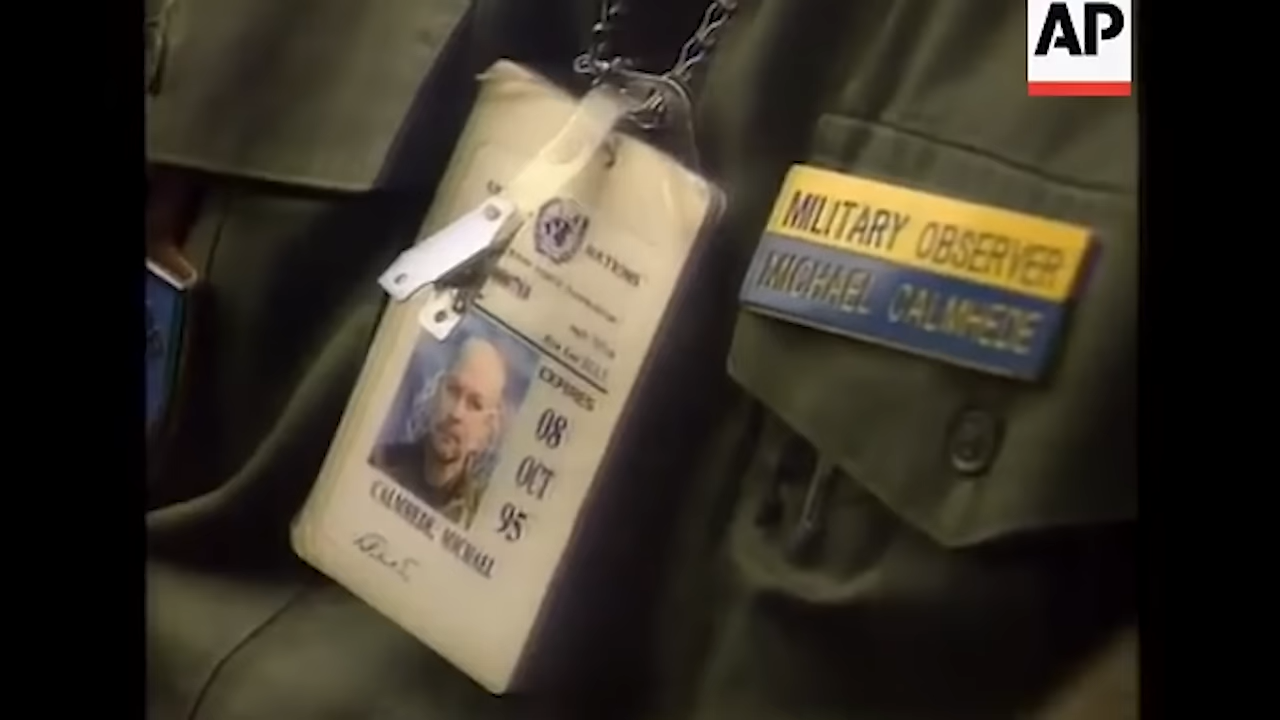 AP
NATIONS
EXPIRES
08
OCT
95
CALMHEDE, MICHAEL
MILITARY OBSERVER
MICHAEL CALMHEDE